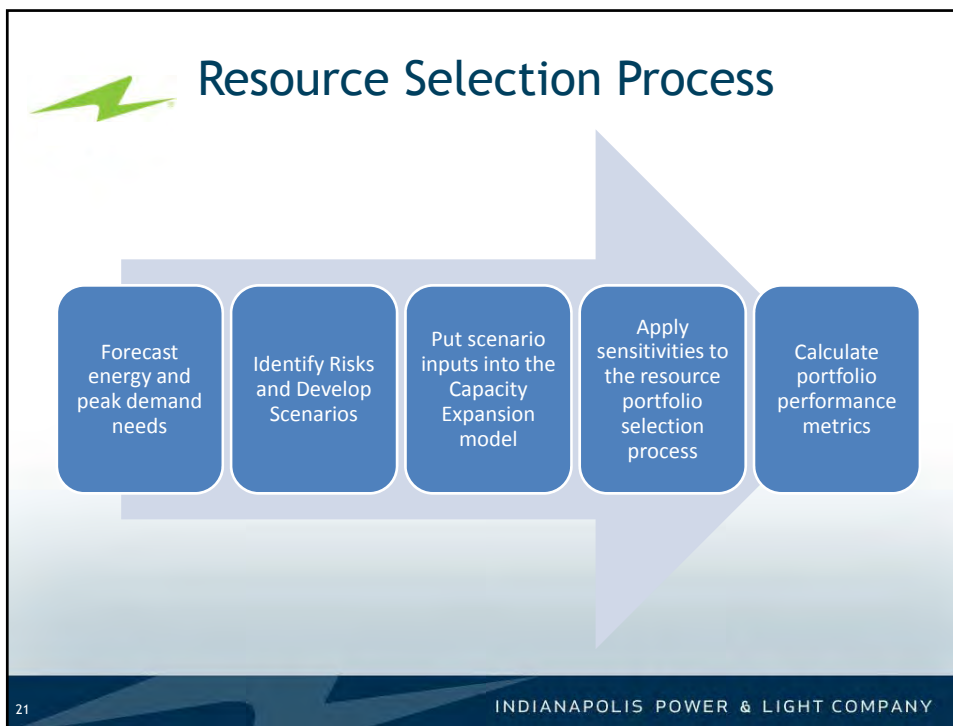 Resource Selection Process
Forecast
energy and
peak demand
needs
Identify Risks
and Develop
Scenarios
Put scenario
inputs into the
Capacity
Expansion
model
Apply
sensitivities to
the resource
portfolio
selection
process
Calculate
portfolio
performance
metrics
21
INDIANAPOLIS POWER & LIGHT COMPANY